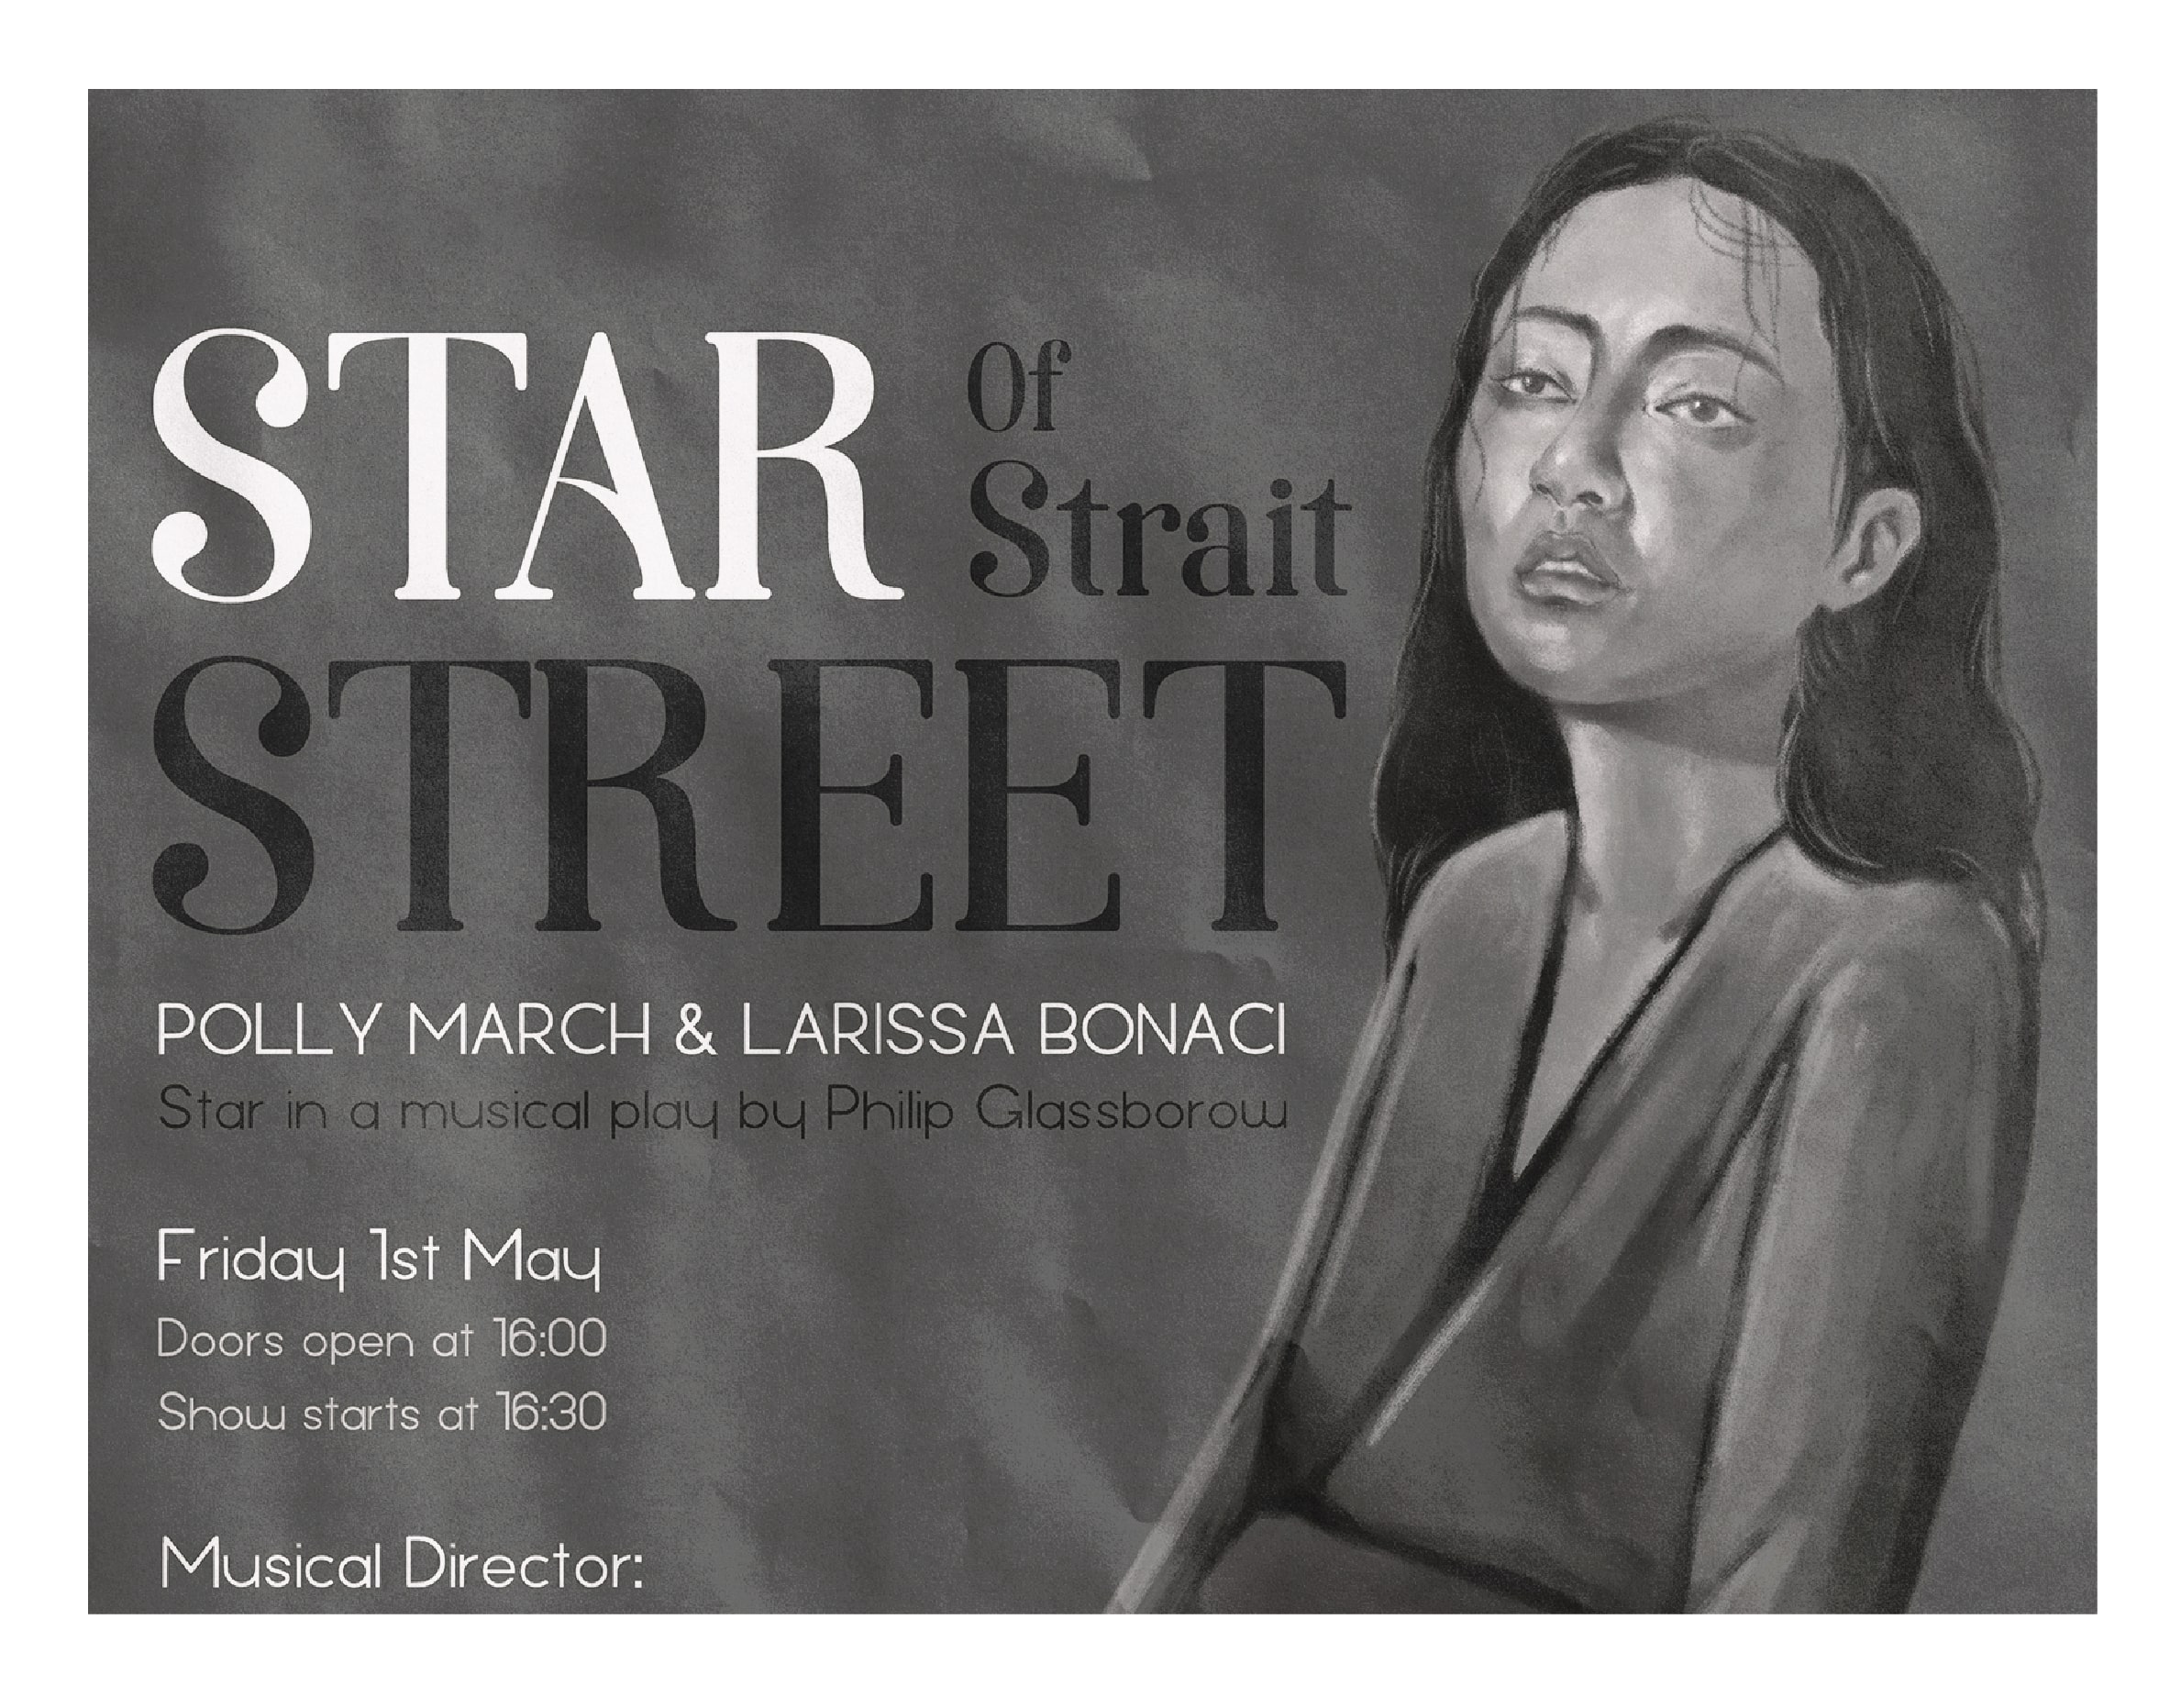 STAR Of
Strait
STREET
POLLY MARCH & LARISSA BONACI
Star in a musical play by Philip Glassborow
Friday 1st May
Doors open at 16:00
Show starts at 16:30
Musical Director: